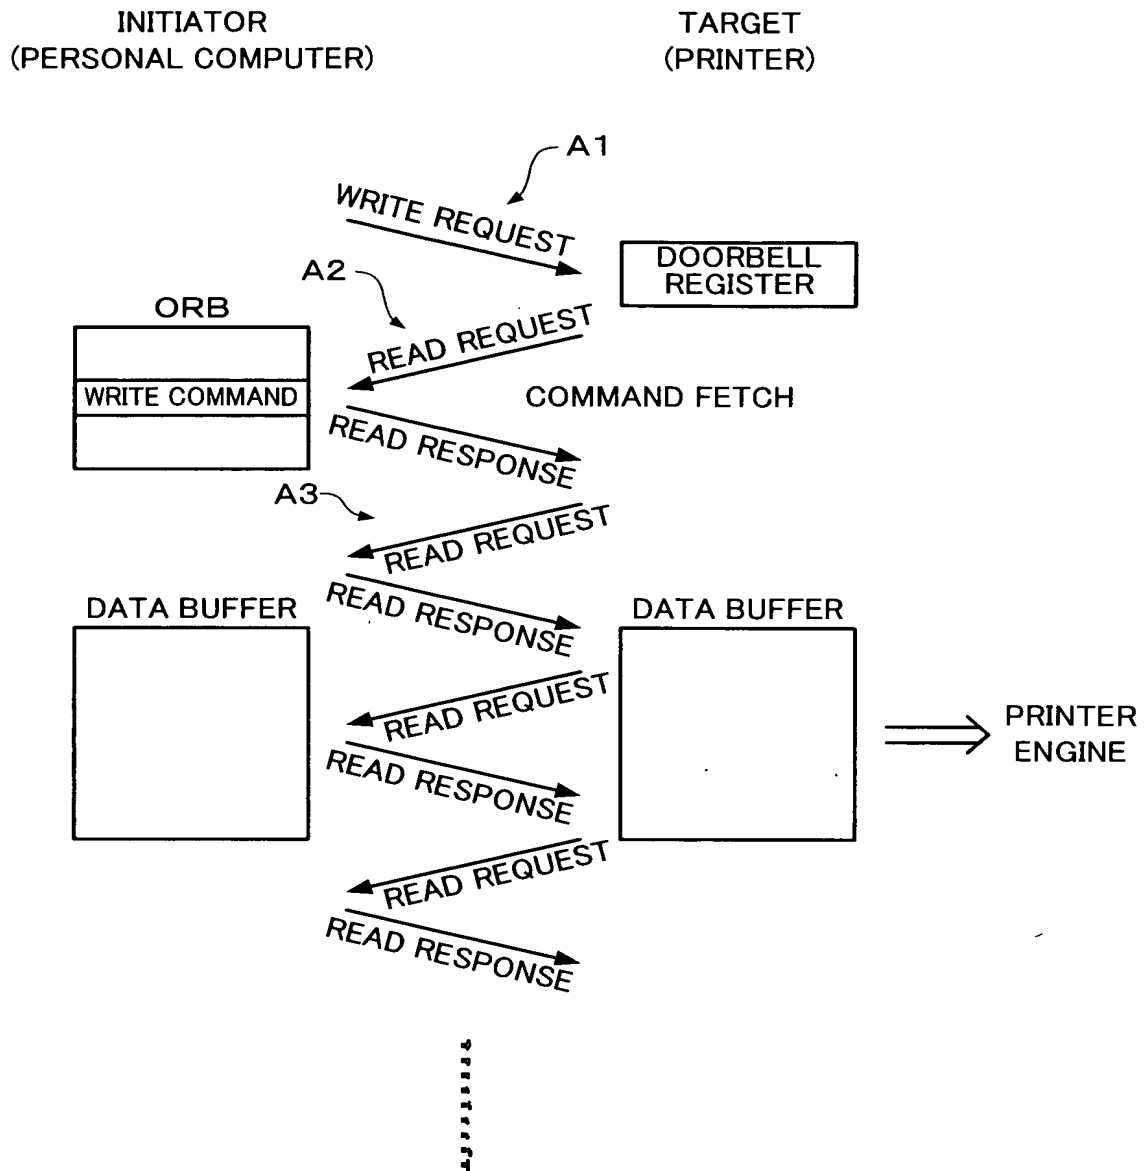 INITIATOR
(PERSONAL COMPUTER)
TARGET
(PRINTER)
A1
WRITE REQUEST
DOORBELL
REGISTER
A2
ORB
READ REQUEST
WRITE COMMAND
COMMAND FETCH
READ RESPONSE
A3
READ REQUEST
DATA BUFFER
READ RESPONSE
DATA BUFFER
READ REQUEST
PRINTER
ENGINE
READ RESPONSE
READ REQUEST
READ RESPONSE